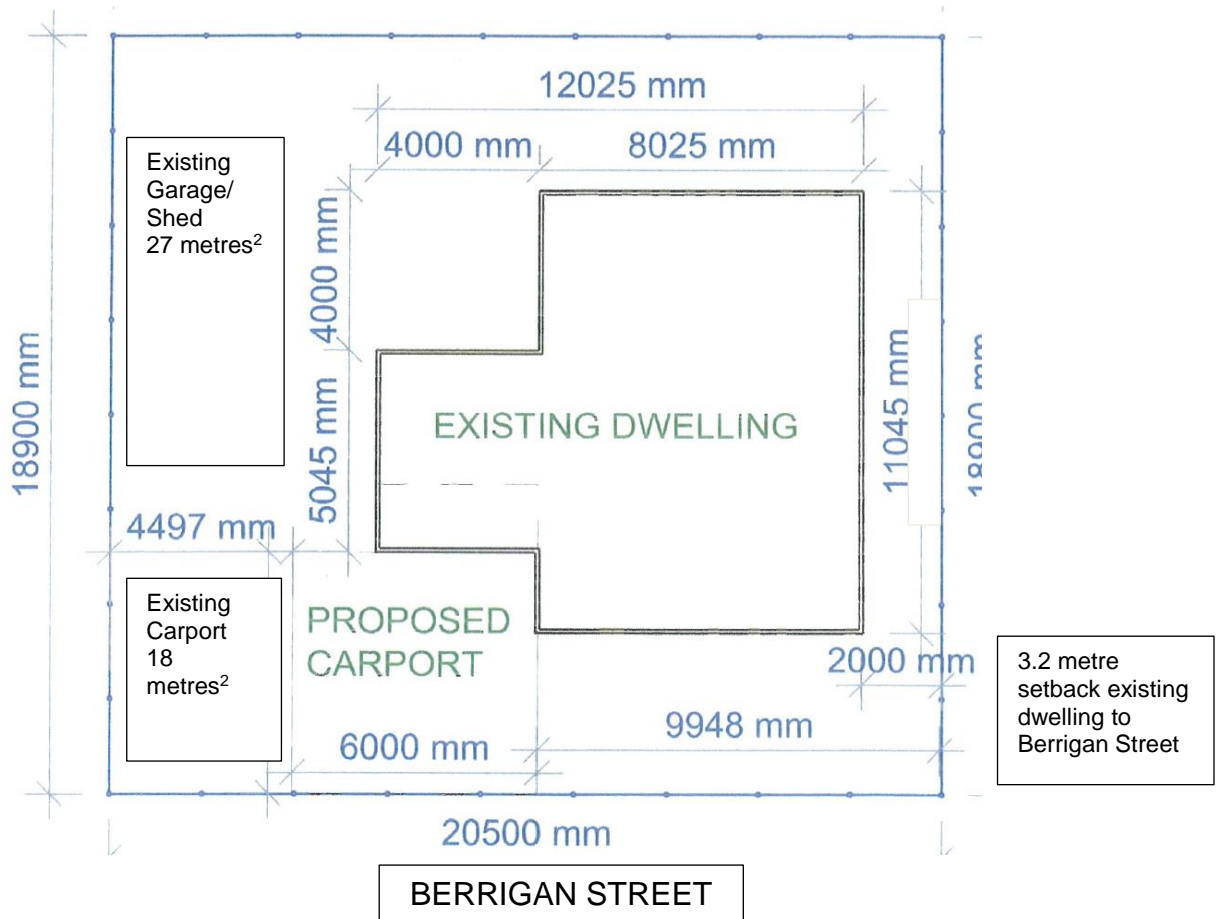 12025 mm
4000 mm
8025 mm
Existing
Garage/
Shed
27 metres²
4000 mm
18900 mm
5045 mm
EXISTING DWELLING
11045 mm
18900 mm
4497 mm
Existing
Carport
18
metres²
PROPOSED
CARPORT
2000 mm
3.2 metre
setback existing
dwelling to
Berrigan Street
9948 mm
6000 mm
20500 mm
BERRIGAN STREET